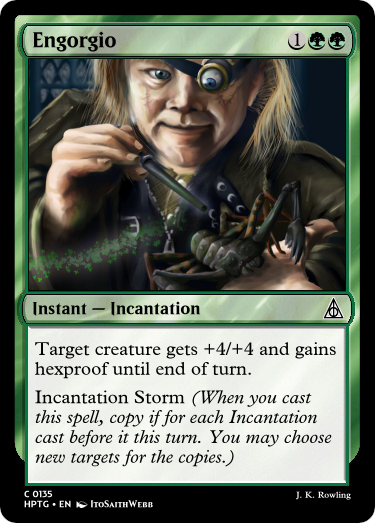 Engorgio 1
Instant — Incantation
Target creature gets +4/+4 and gains
hexproof until end of turn.
Incantation Storm (When you cast
this spell, copy if for each Incantation
cast before it this turn. You may choose
new targets for the copies.)
C 0135
HPTG • EN ItoSaithWebb
J. K. Rowling